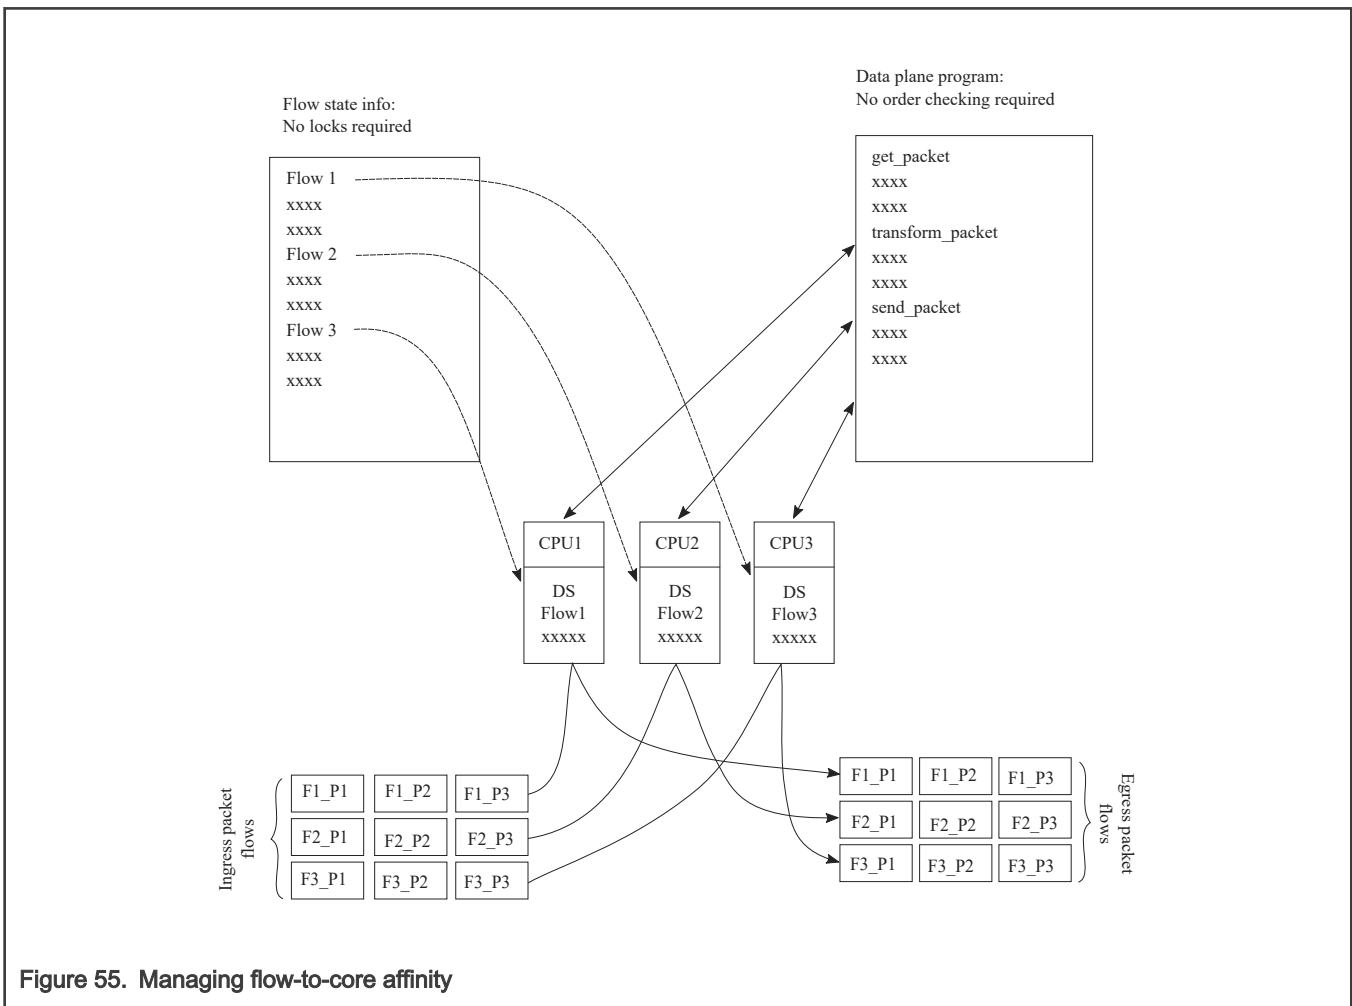 Flow state info:
No locks required
Flow 1
xxxx
xxxx
Flow 2
xxxx
xxxx
Flow 3
xxxx
xxxx
Data plane program:
No order checking required
get_packet
xxxx
xxxx
transform_packet
xxxx
xxxx
send_packet
xxxx
xxxx
CPU1
DS
Flow1
xxxxx
CPU2
DS
Flow2
xxxxx
CPU3
DS
Flow3
xxxxx
Ingress packet
flows
F1_P1 F1_P2 F1_P3
F2_P1 F2_P2 F2_P3
F3_P1 F3_P2 F3_P3
F1_P1 F1_P2 F1_P3
F2_P1 F2_P2 F2_P3
F3_P1 F3_P2 F3_P3
Egress packet
flows
Figure 55. Managing flow-to-core affinity